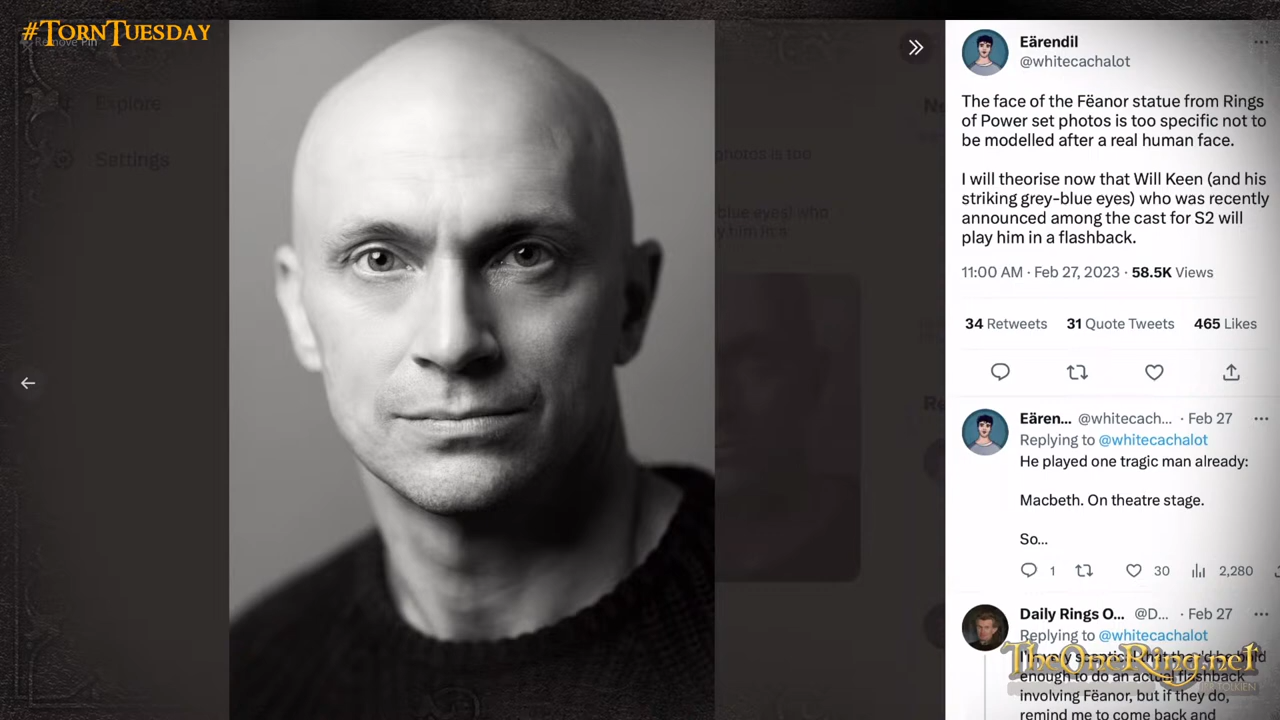 #TornTuesday
Remove Pin
Explore
Settings
Eärendil
@whitecachalot
The face of the Fëanor statue from Rings
of Power set photos is too specific not to
be modelled after a real human face.
I will theorise now that Will Keen (and his
striking grey-blue eyes) who was recently
announced among the cast for S2 will
play him in a flashback.
11:00 AM · Feb 27, 2023 · 58.5K Views
34 Retweets 31 Quote Tweets 465 Likes
Eären... @whitecach... · Feb 27
Replying to @whitecachalot
He played one tragic man already:
Macbeth. On theatre stage.
So...
1 30 2,280
Daily Rings O... @D... · Feb 27
Replying to @whitecachalot
enough to do an actual flashback
involving Fëanor, but if they do,
remind me to come back and
TheOneRing.net